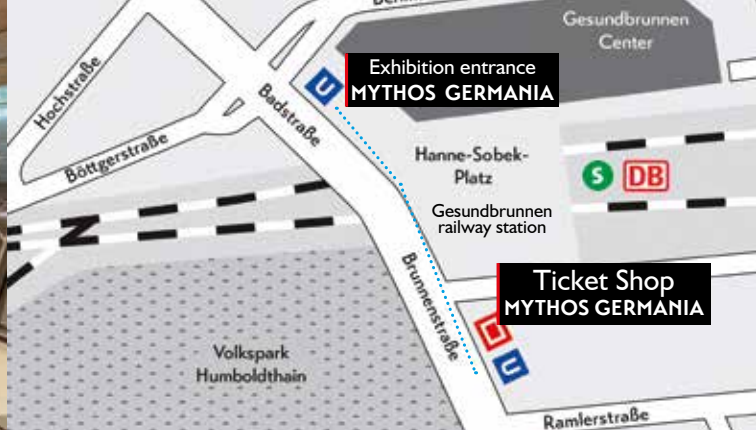 Gesundbrunnen
Center
Exhibition entrance
MYTHOS GERMANIA
U
Hochstraße
Badstraße
Böttgerstraße
Hanne-Sobek-
Platz
S
DB
Gesundbrunnen
railway station
Brunnenstraße
Ticket Shop
MYTHOS GERMANIA
U
Volkspark
Humboldthain
Ramlerstraße